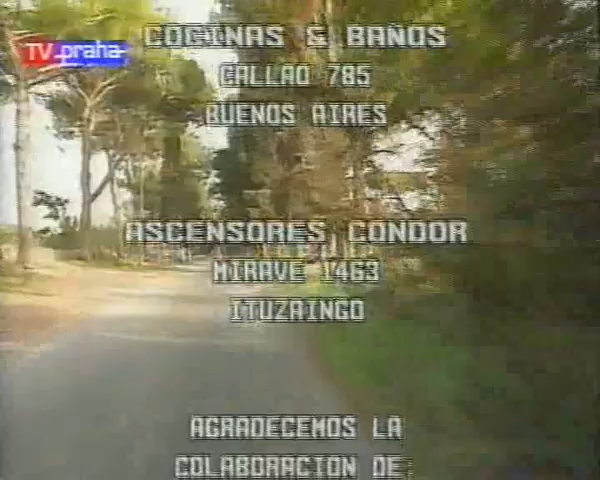 TV praha
COCINAS & BAÑOS
CALLAO 785
BUENOS AIRES
ASCENSORES CONDOR
MIRAVE 1463
ITUZAINGO
AGRADECEMOS LA
COLABORACION DE: